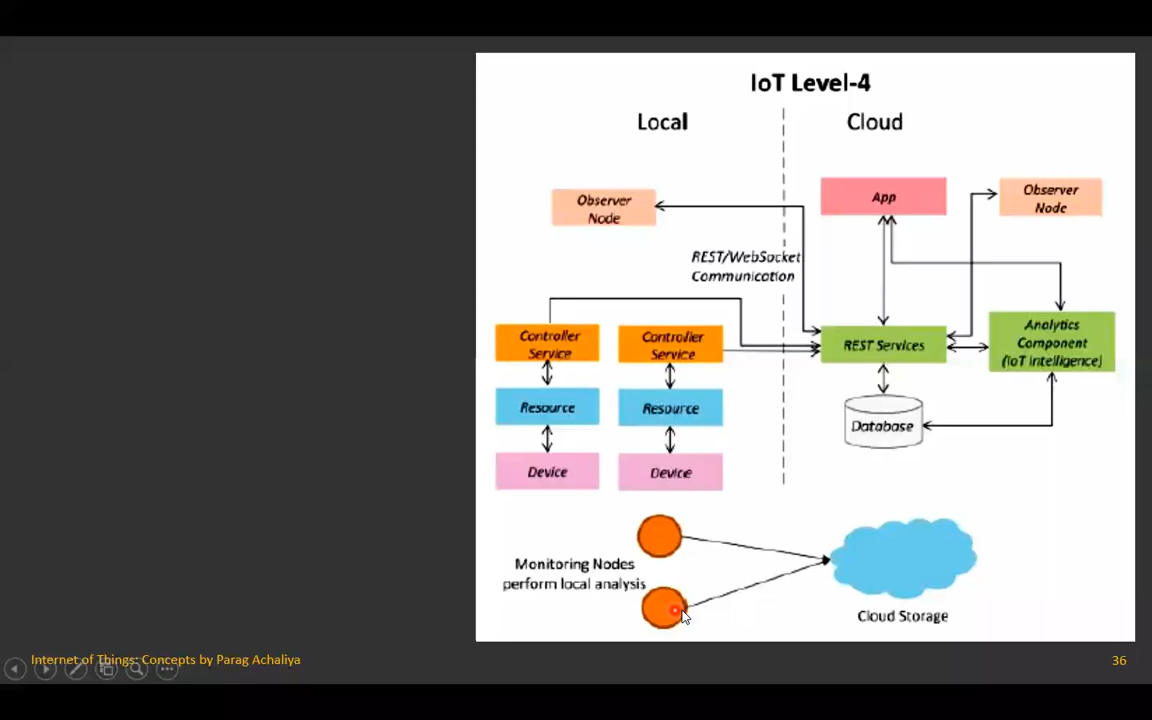 IoT Level-4
Local
Cloud
Observer
Node
App
Observer
Node
REST/WebSocket
Communication
Controller
Service
Controller
Service
REST Services
Analytics
Component
(IoT Intelligence)
Resource
Resource
Database
Device
Device
Monitoring Nodes
perform local analysis
Cloud Storage
Internet of Things: Concepts by Parag Achaliya
36